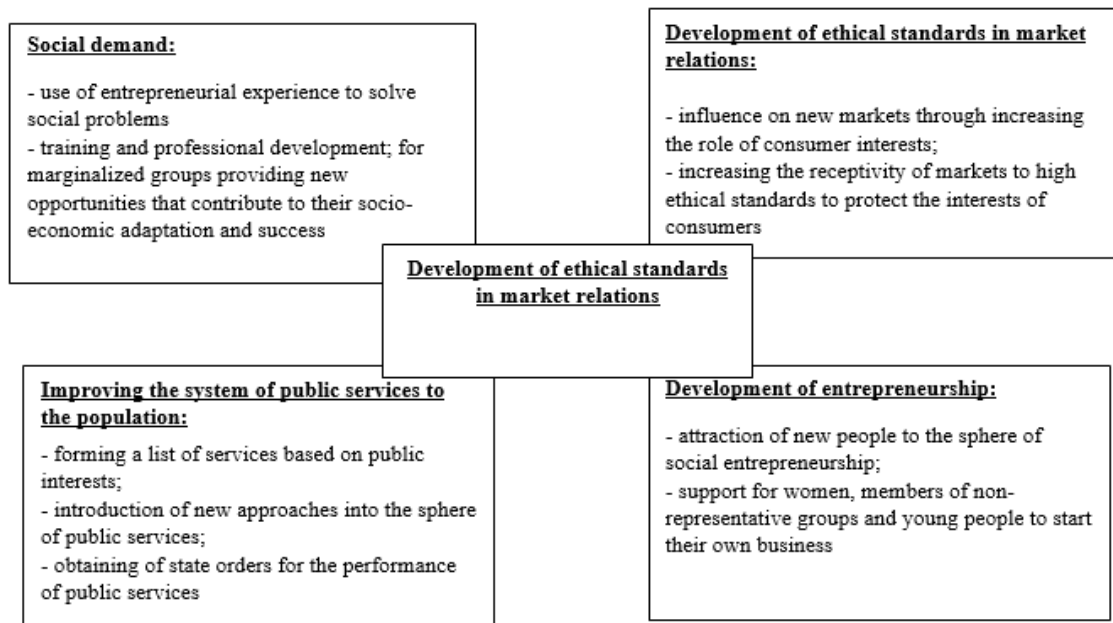 Social demand:
- use of entrepreneurial experience to solve
social problems
- training and professional development; for
marginalized groups providing new
opportunities that contribute to their socio-
economic adaptation and success
Development of ethical standards in market
relations:
- influence on new markets through increasing
the role of consumer interests;
- increasing the receptivity of markets to high
ethical standards to protect the interests of
consumers
Development of ethical standards
in market relations
Improving the system of public services to
the population:
- forming a list of services based on public
interests;
- introduction of new approaches into the sphere
of public services;
- obtaining of state orders for the performance
of public services
Development of entrepreneurship:
- attraction of new people to the sphere of
social entrepreneurship;
- support for women, members of non-
representative groups and young people to start
their own business